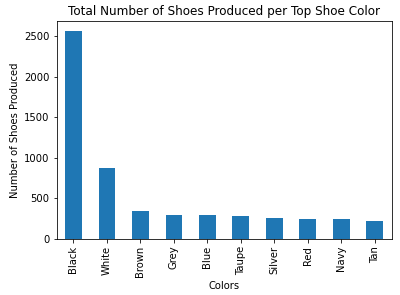 Total Number of Shoes Produced per Top Shoe Color
Number of Shoes Produced
2500
2000
1500
1000
500
0
Black
White
Brown
Grey
Blue
Taupe
Silver
Red
Navy
Tan
Colors